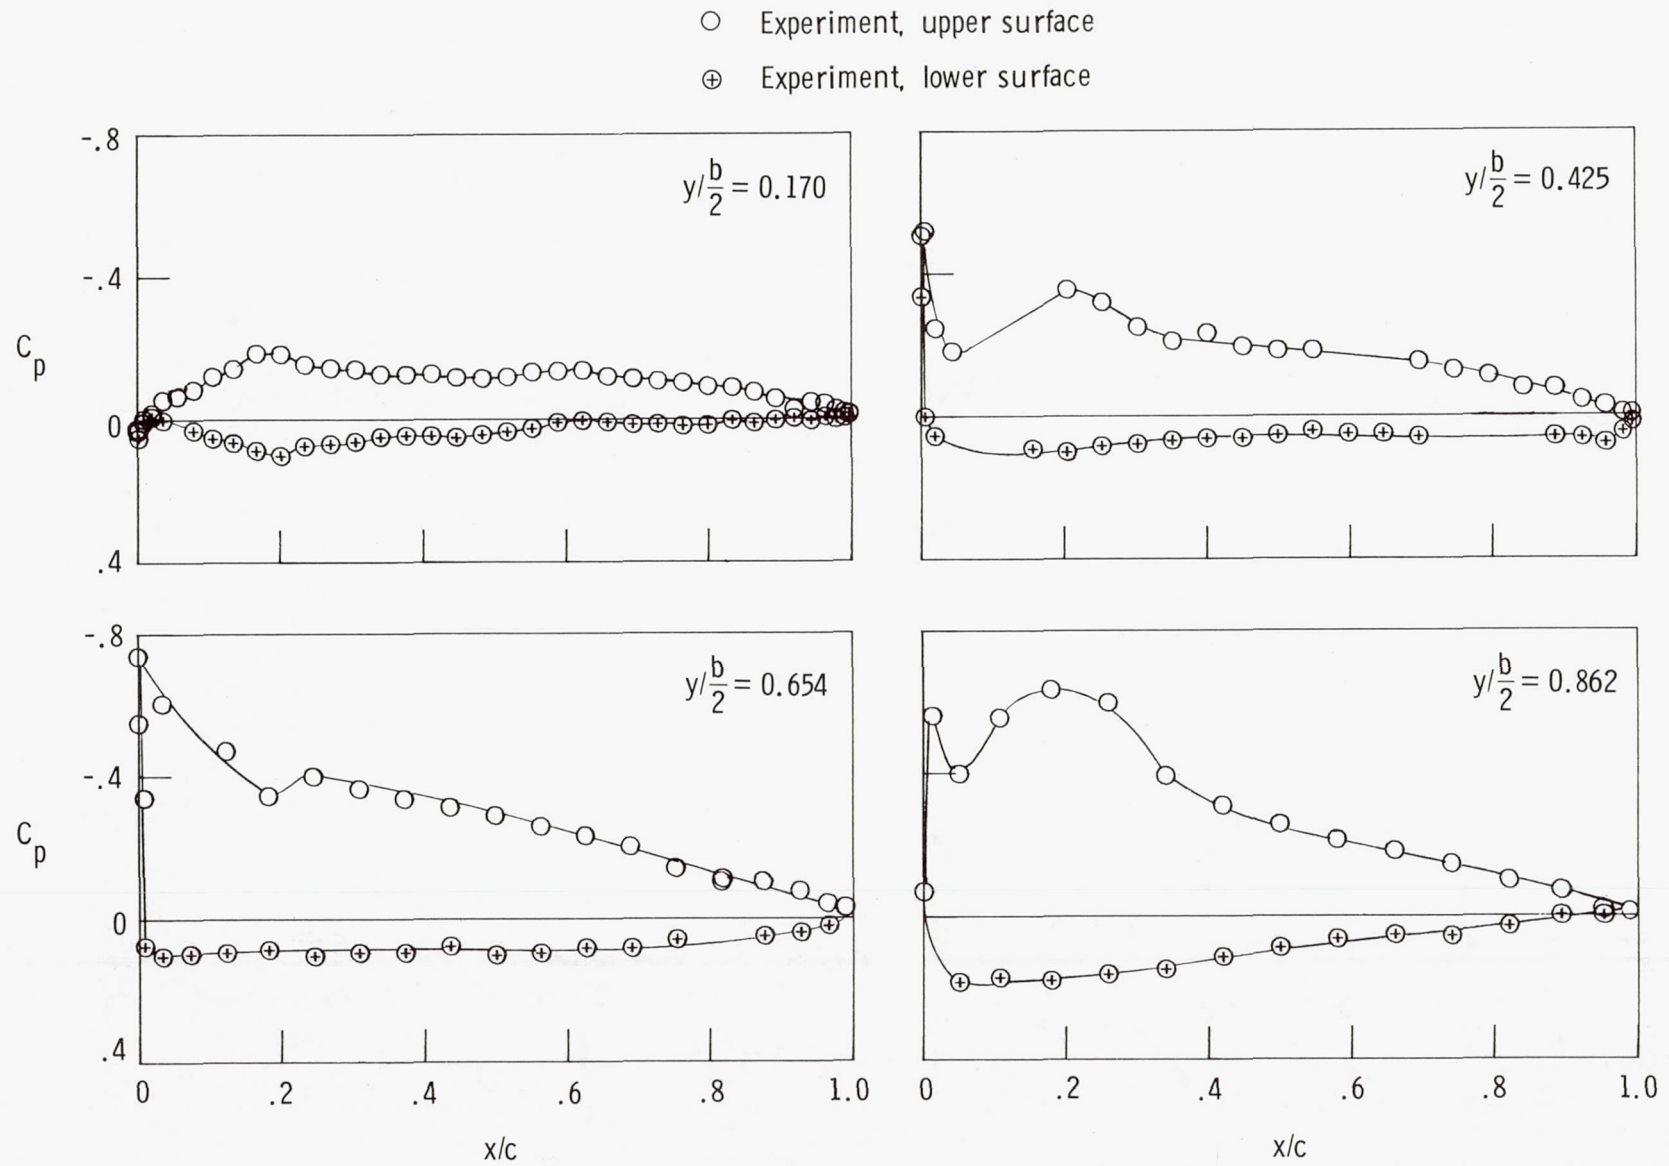 Experiment, upper surface
Experiment, lower surface
-.8
y/b/2 = 0.170
-.4
Cp
0
.4
y/b/2 = 0.425
-.8
y/b/2 = 0.654
-.4
Cp
0
.4
0 .2 .4 .6 .8 1.0
x/c
y/b/2 = 0.862
0 .2 .4 .6 .8 1.0
x/c